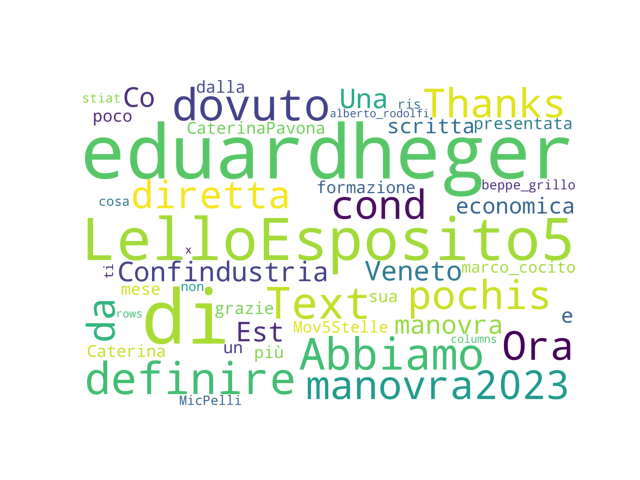 stiat Co dalla dovuto Una ris Thanks
poco alberto_rodolfi
CaterinaPavona scritta presentata
eduardheger
cosa diretta formazione cond beppe_grillo economica
LelloEsposito5
x
ti Confindustria Veneto marco_cocito
mese non
da rows di grazie Text sua pochis e
Est Mov5Stelle manovra
Caterina un più Abbiamo columns Ora
definire manovra2023
MicPelli